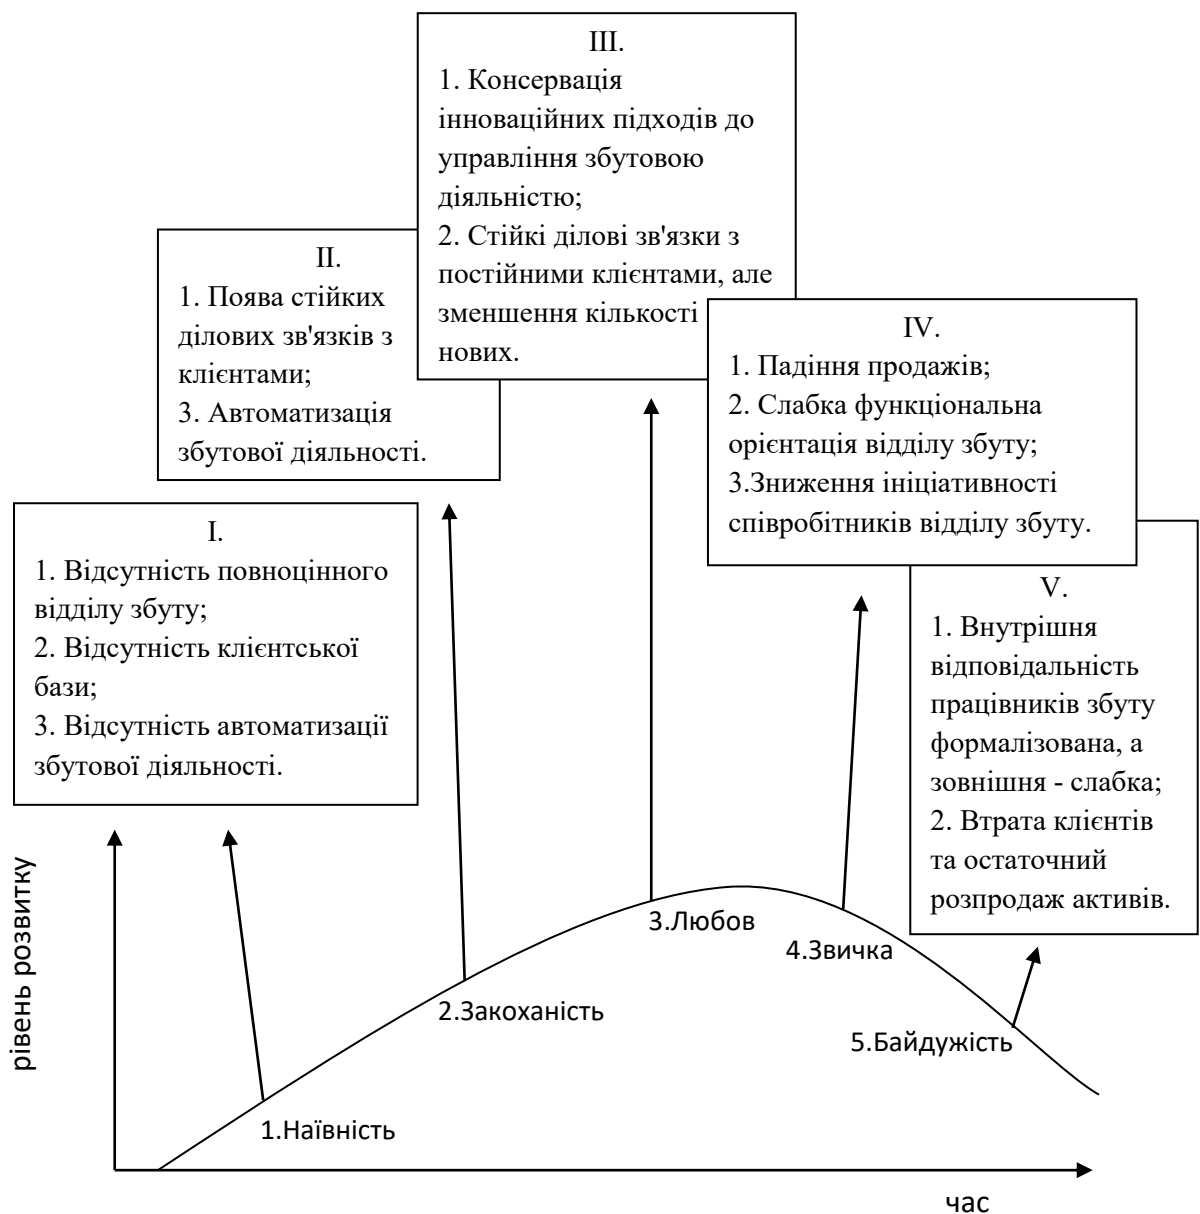 III.
1. Консервація
інноваційних підходів до
управління збутовою
діяльністю;
2. Стійкі ділові зв'язки з
постійними клієнтами, але
зменшення кількості
нових.
II.
1. Поява стійких
ділових зв'язків з
клієнтами;
3. Автоматизація
збутової діяльності.
IV.
1. Падіння продажів;
2. Слабка функціональна
орієнтація відділу збуту;
3.Зниження ініціативності
співробітників відділу збуту.
I.
1. Відсутність повноцінного
відділу збуту;
2. Відсутність клієнтської
бази;
3. Відсутність автоматизації
збутової діяльності.
V.
1. Внутрішня
відповідальність
працівників збуту
формалізована, а
зовнішня - слабка;
2. Втрата клієнтів
та остаточний
розпродаж активів.
рівень розвитку
3.Любов
4.Звичка
2.Закоханість
5.Байдужість
1.Наївність
час